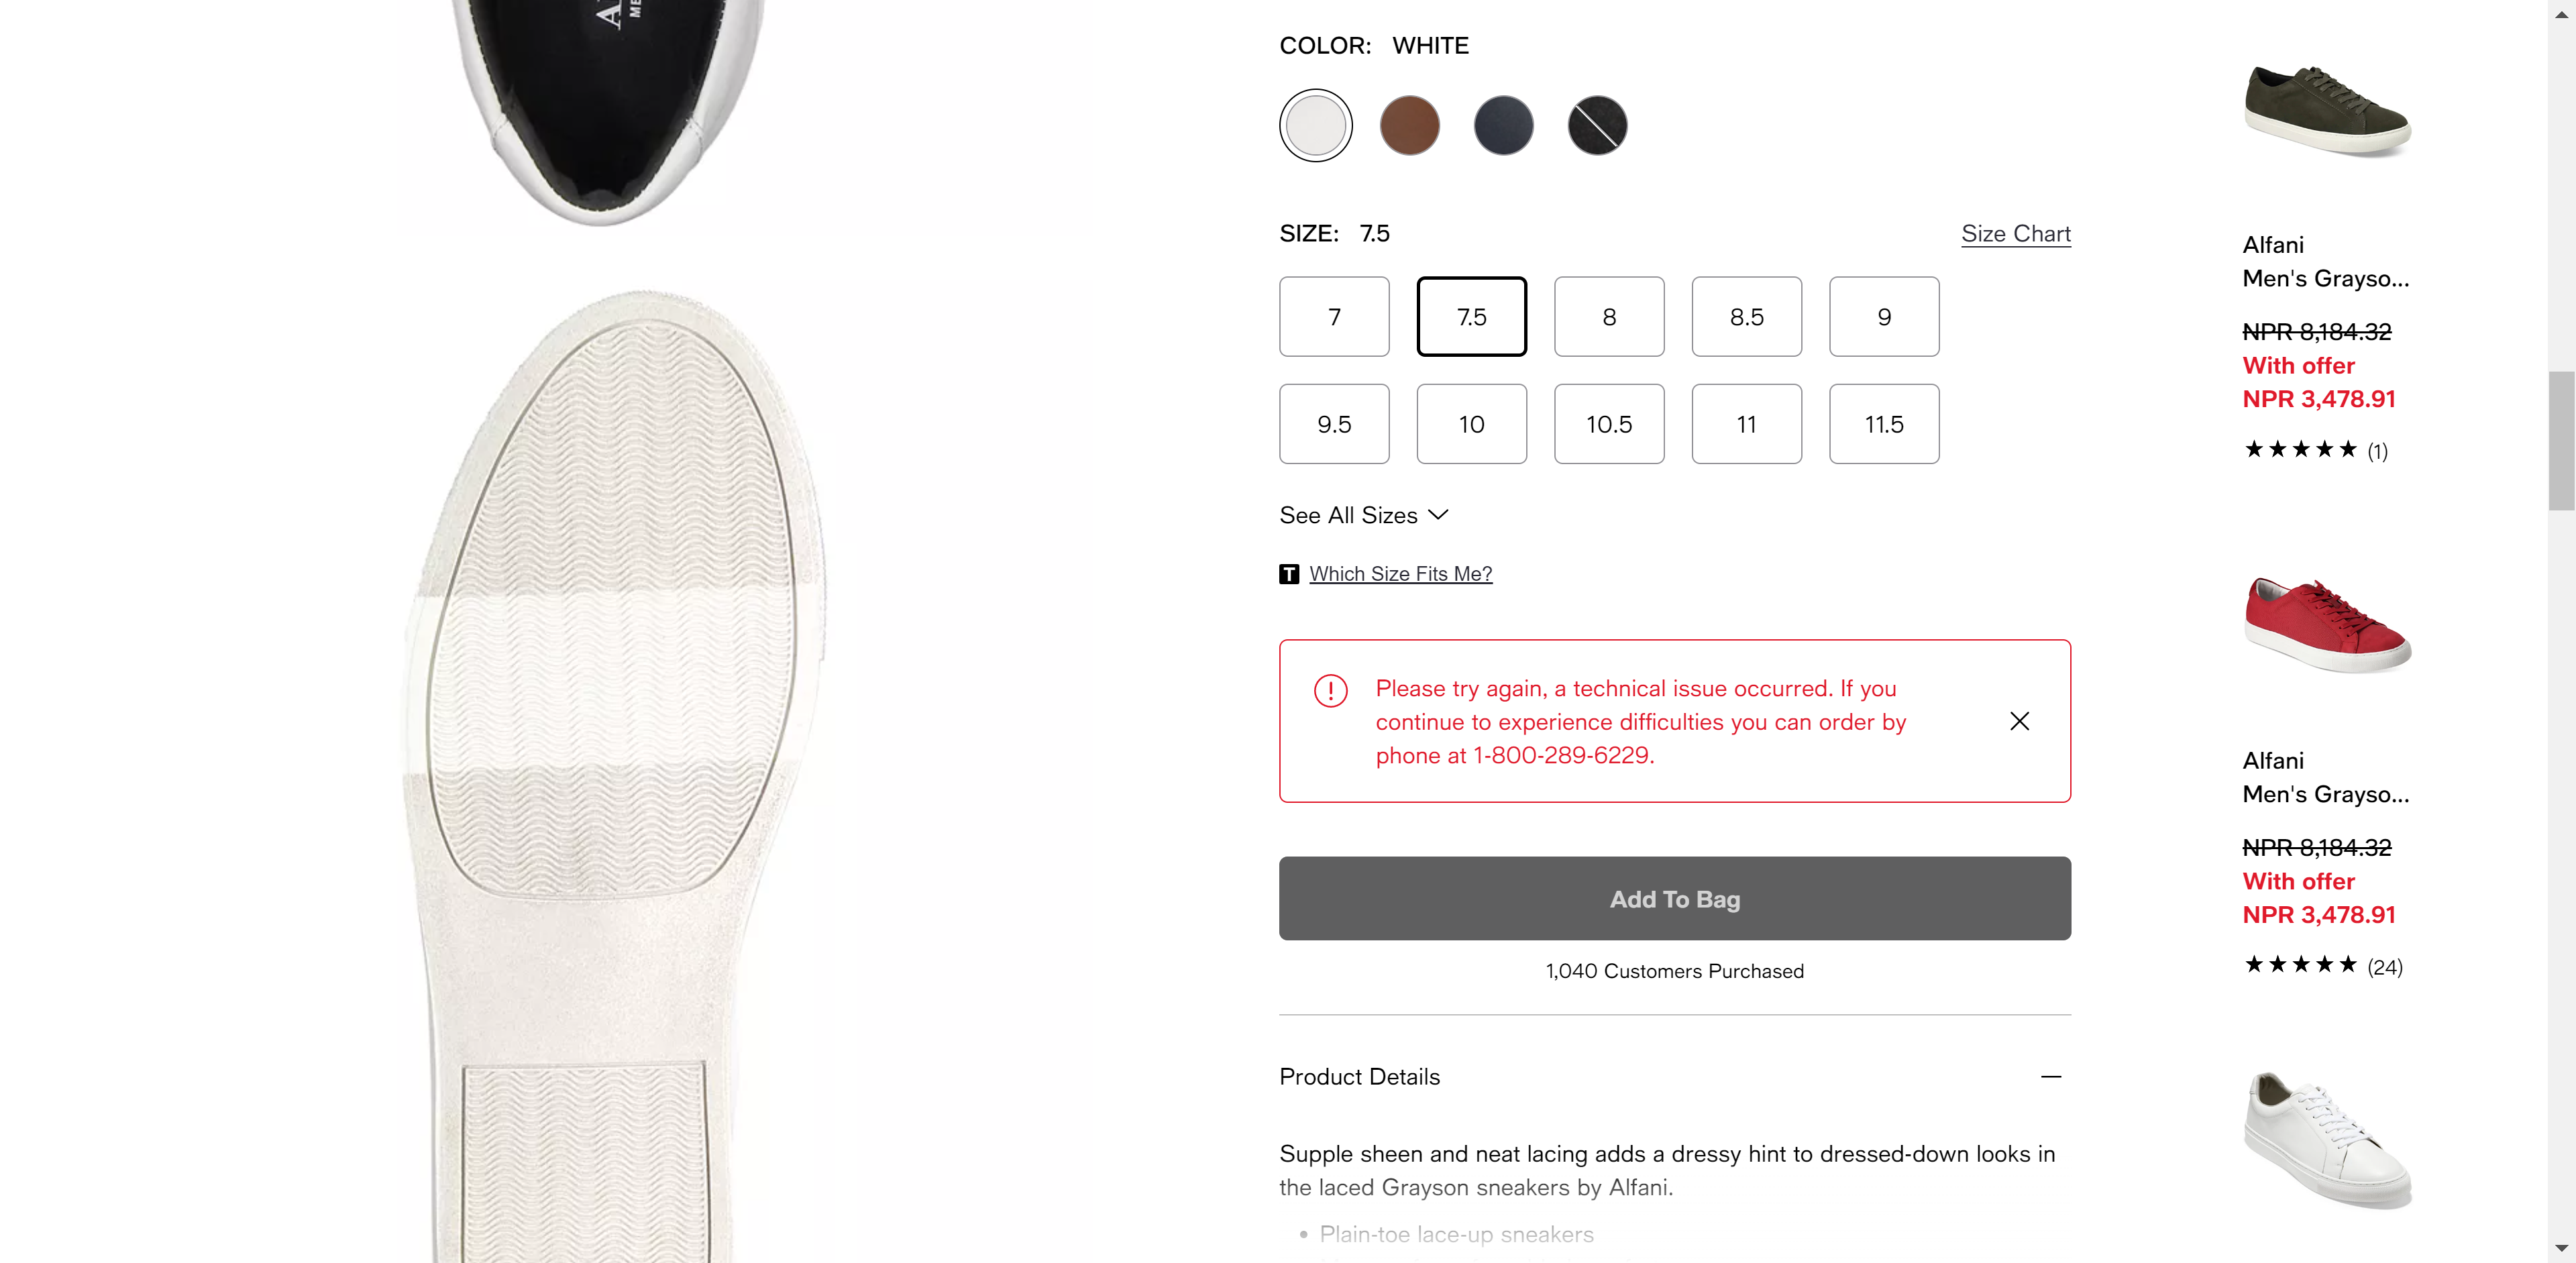 COLOR: WHITE
SIZE: 7.5
Size Chart
7
7.5
8
8.5
9
9.5
10
10.5
11
11.5
See All Sizes
T Which Size Fits Me?
Please try again, a technical issue occurred. If you
continue to experience difficulties you can order by
phone at 1-800-289-6229.
Add To Bag
1,040 Customers Purchased
Product Details
Supple sheen and neat lacing adds a dressy hint to dressed-down looks in
the laced Grayson sneakers by Alfani.
• Plain-toe lace-up sneakers
Alfani
Men's Grayso...
NPR 8,184.32
With offer
NPR 3,478.91
(1)
Alfani
Men's Grayso...
NPR 8,184.32
With offer
NPR 3,478.91
(24)